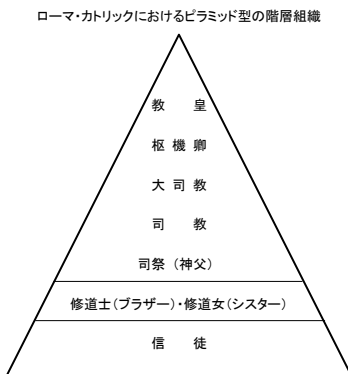 ローマ・カトリックにおけるピラミッド型の階層組織
教　皇
枢 機 卿
大 司 教
司　教
司祭（神父）
修道士（ブラザー）・修道女（シスター）
信　徒